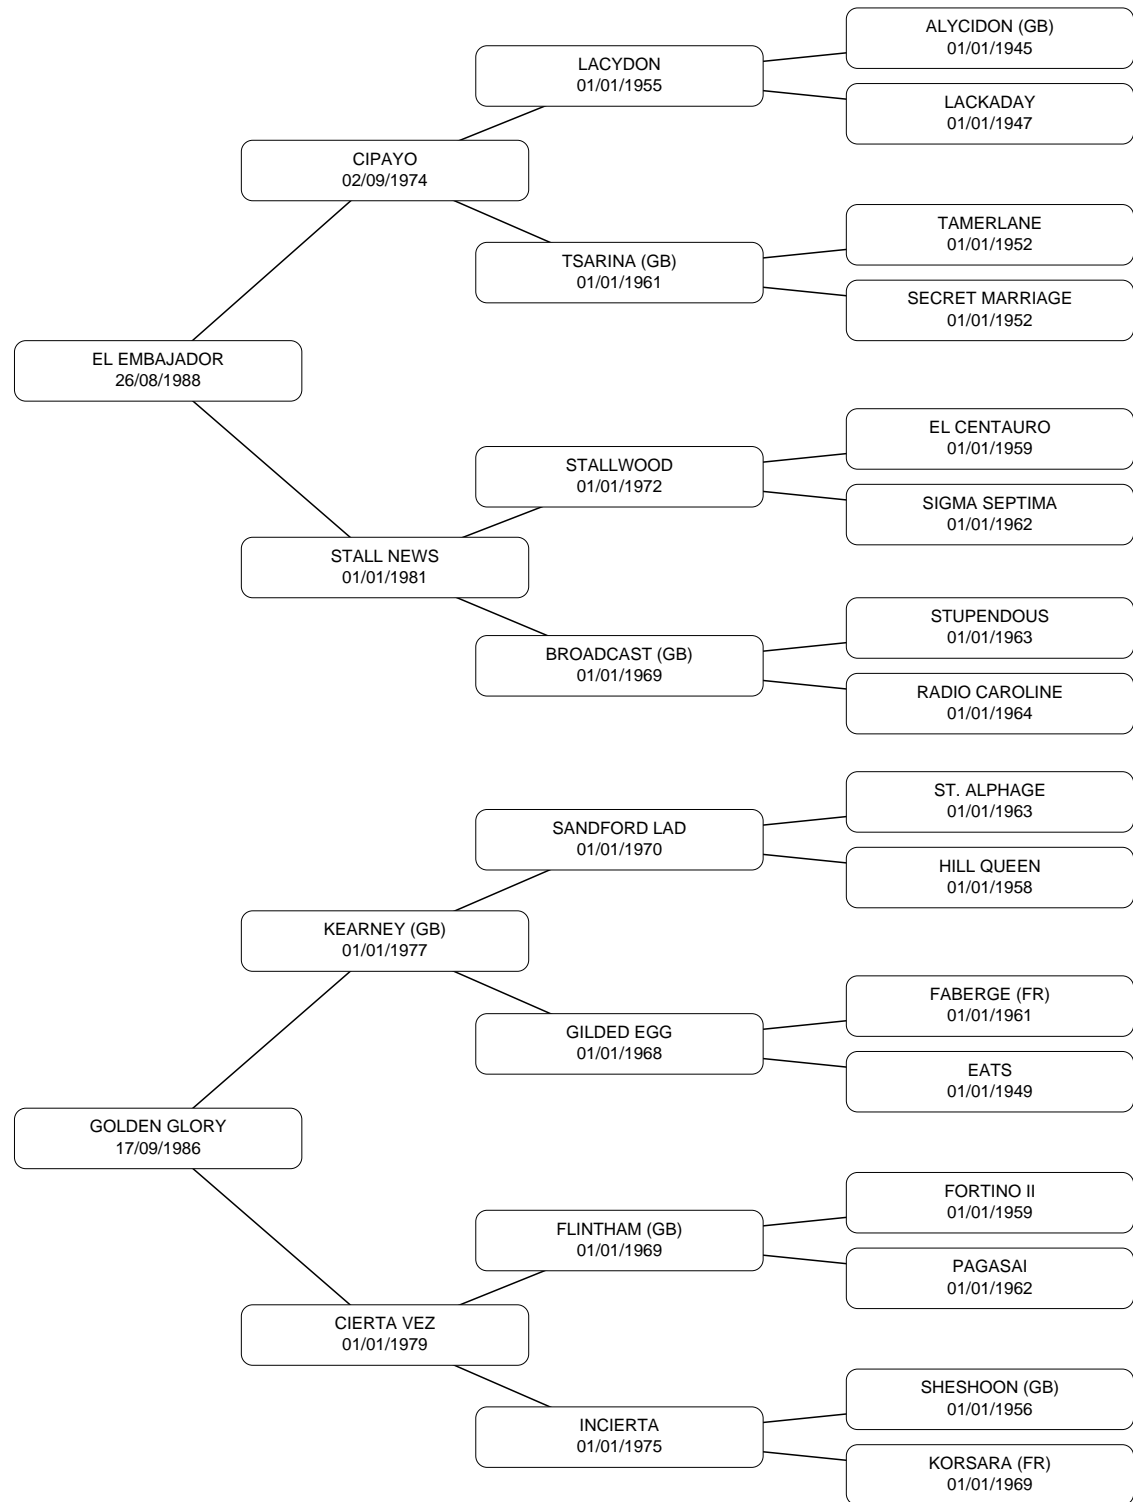 ALYCIDON (GB)
01/01/1945
LACYDON
01/01/1955
LACKADAY
01/01/1947
CIPAYO
02/09/1974
TAMERLANE
01/01/1952
TSARINA (GB)
01/01/1961
SECRET MARRIAGE
01/01/1952
EL EMBAJADOR
26/08/1988
EL CENTAURO
01/01/1959
STALLWOOD
01/01/1972
SIGMA SEPTIMA
01/01/1962
STALL NEWS
01/01/1981
STUPENDOUS
01/01/1963
BROADCAST (GB)
01/01/1969
RADIO CAROLINE
01/01/1964
ST. ALPHAGE
01/01/1963
SANDFORD LAD
01/01/1970
HILL QUEEN
01/01/1958
KEARNEY (GB)
01/01/1977
FABERGE (FR)
01/01/1961
GILDED EGG
01/01/1968
EATS
01/01/1949
GOLDEN GLORY
17/09/1986
FORTINO II
01/01/1959
FLINTHAM (GB)
01/01/1969
PAGASAI
01/01/1962
CIERTA VEZ
01/01/1979
SHESHOON (GB)
01/01/1956
INCIERTA
01/01/1975
KORSARA (FR)
01/01/1969